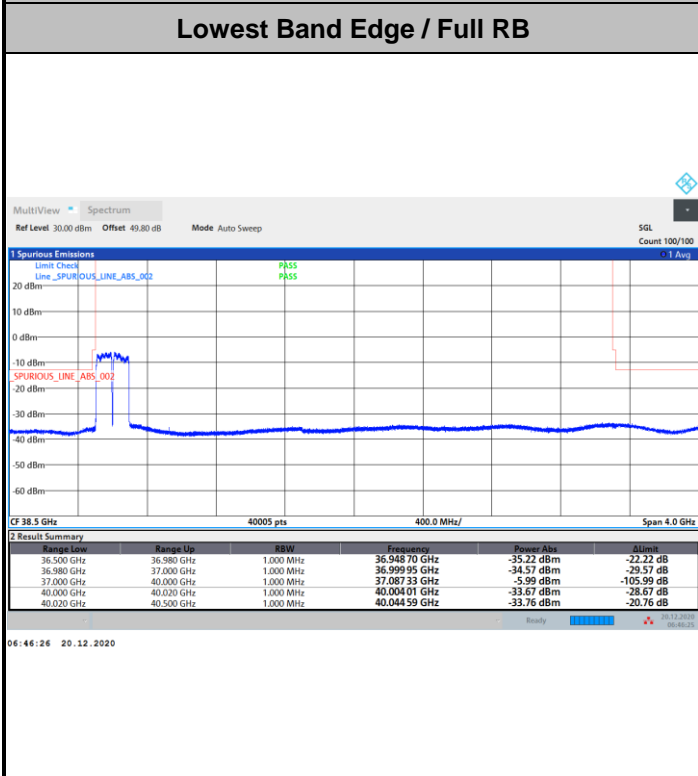 Lowest Band Edge / Full RB
MultiView Spectrum
Ref Level 30.00 dBm Offset 49.80 dB Mode Auto Sweep SGL
Count 100/100
1 Spurious Emissions 1 Avg
Limit Check PASS
Line _SPURIOUS_LINE_ABS_002 PASS
20 dBm
10 dBm
0 dBm
-10 dBm
_SPURIOUS_LINE_ABS_002
-20 dBm
-30 dBm
-40 dBm
-50 dBm
-60 dBm
CF 38.5 GHz 40005 pts 400.0 MHz/ Span 4.0 GHz
2 Result Summary
Range Low Range Up RBW Frequency Power Abs ΔLimit
36.500 GHz 36.980 GHz 1.000 MHz 36.948 70 GHz -35.22 dBm -22.22 dB
36.980 GHz 37.000 GHz 1.000 MHz 36.999 95 GHz -34.57 dBm -29.57 dB
37.000 GHz 40.000 GHz 1.000 MHz 37.087 33 GHz -5.99 dBm -105.99 dB
40.000 GHz 40.020 GHz 1.000 MHz 40.004 01 GHz -33.67 dBm -28.67 dB
40.020 GHz 40.500 GHz 1.000 MHz 40.044 59 GHz -33.76 dBm -20.76 dB
Ready 20.12.2020
06:46:25
06:46:26 20.12.2020